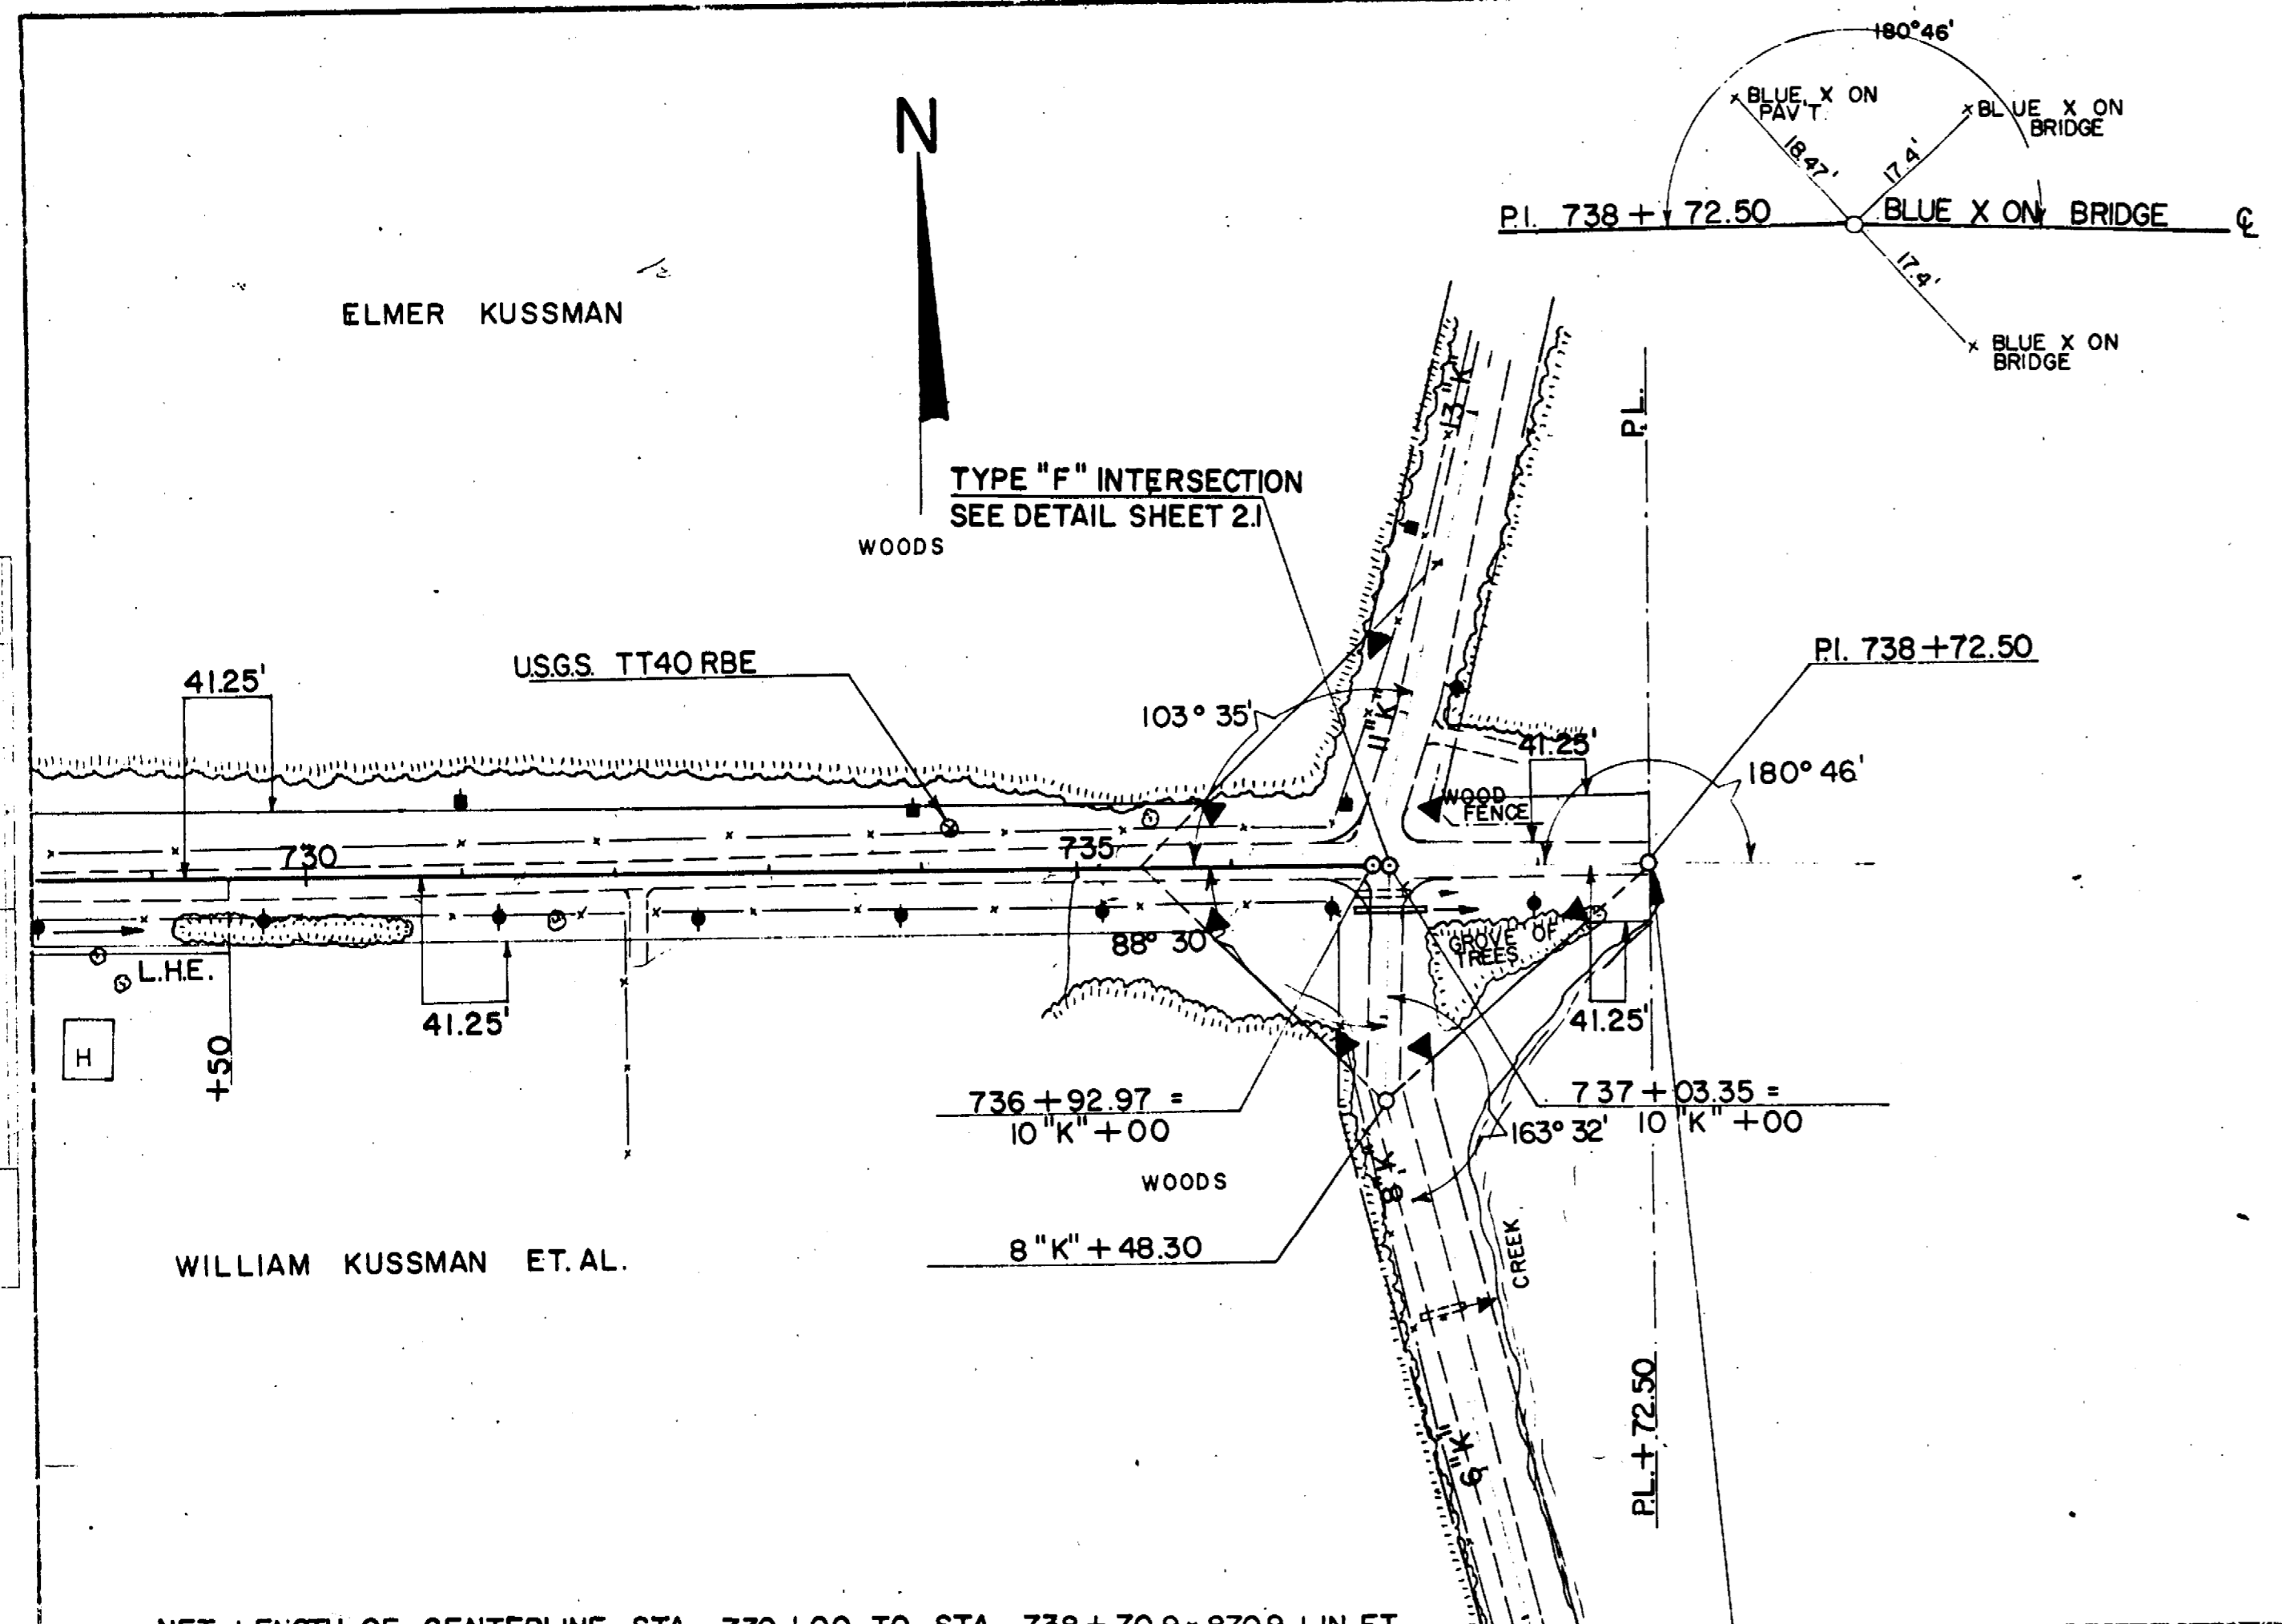 180°46'
BLUE X ON
PAV'T.
BLUE X ON
BRIDGE
18.47'
17.4'
P.I. 738+72.50
BLUE X ON BRIDGE
℄
17.4'
BLUE X ON
BRIDGE
N
ELMER KUSSMAN
13 "K"
P.L.
TYPE "F" INTERSECTION
SEE DETAIL SHEET 2.1
WOODS
P.I. 738+72.50
U.S.G.S. TT40 RBE
41.25'
103° 35'
11 "K"
41.25'
180° 46'
WOOD
FENCE
730
735
88° 30'
GROVE OF
TREES
L.H.E.
41.25'
41.25'
H
+50
736+92.97 =
10 "K"+00
737+03.35 =
10 "K"+00
163° 32'
WOODS
8 "K"
8 "K"+48.30
CREEK
WILLIAM KUSSMAN ET. AL.
6 "K"
P.L.+72.50